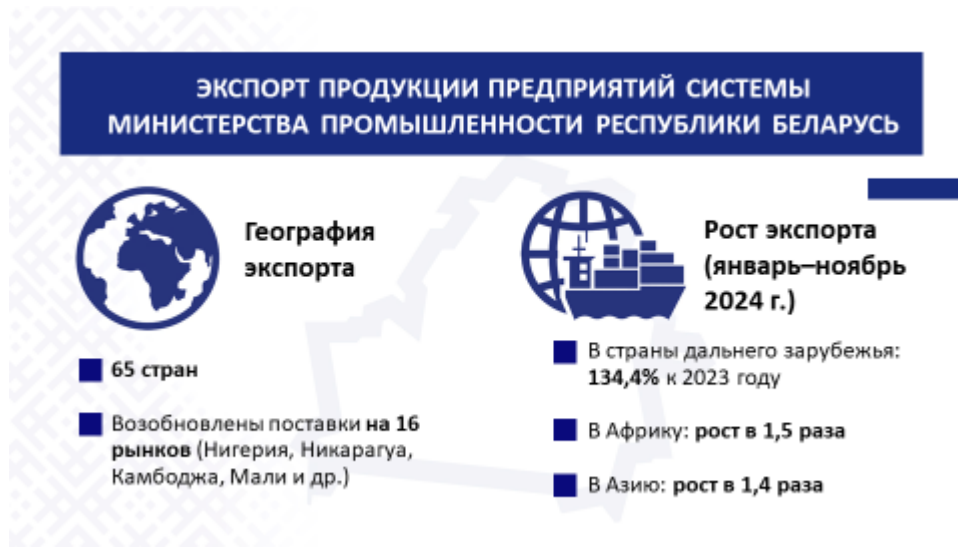 ЭКСПОРТ ПРОДУКЦИИ ПРЕДПРИЯТИЙ СИСТЕМЫ
МИНИСТЕРСТВА ПРОМЫШЛЕННОСТИ РЕСПУБЛИКИ БЕЛАРУСЬ
География
экспорта
65 стран
Возобновлены поставки на 16
рынков (Нигерия, Никарагуа,
Камбоджа, Мали и др.)
Рост экспорта
(январь–ноябрь
2024 г.)
В страны дальнего зарубежья:
134,4% к 2023 году
В Африку: рост в 1,5 раза
В Азию: рост в 1,4 раза